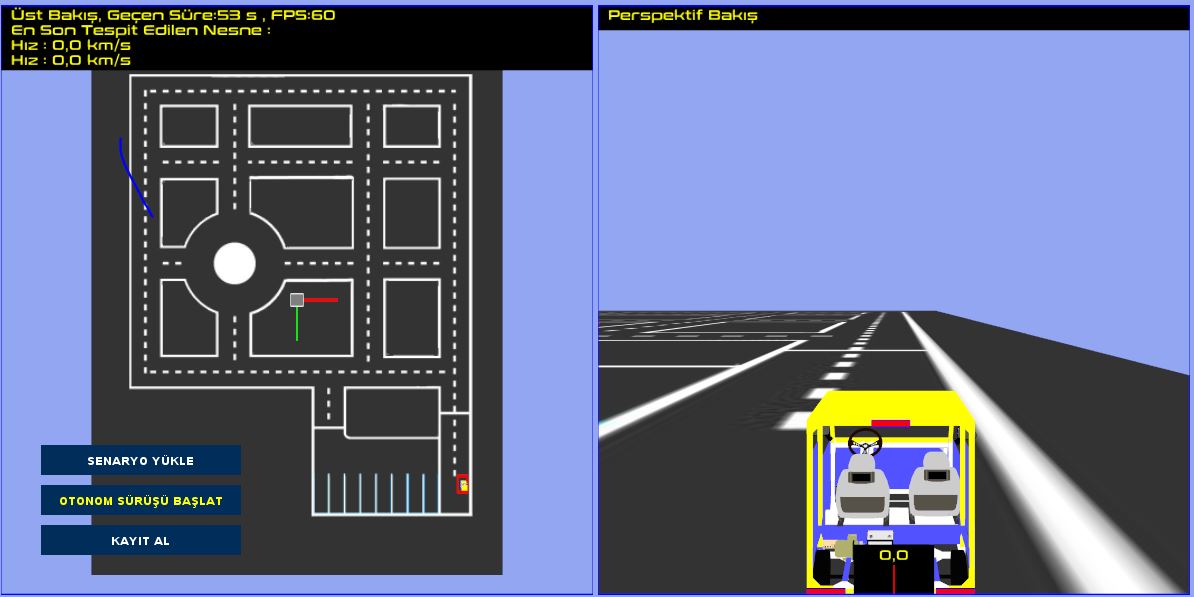 Üst Bakış, Geçen Süre:53 s , FPS:60
En Son Tespit Edilen Nesne :
Hız : 0,0 km/s
Hız : 0,0 km/s
SENARYO YÜKLE
OTONOM SÜRÜŞÜ BAŞLAT
KAYIT AL
Perspektif Bakış
0,0